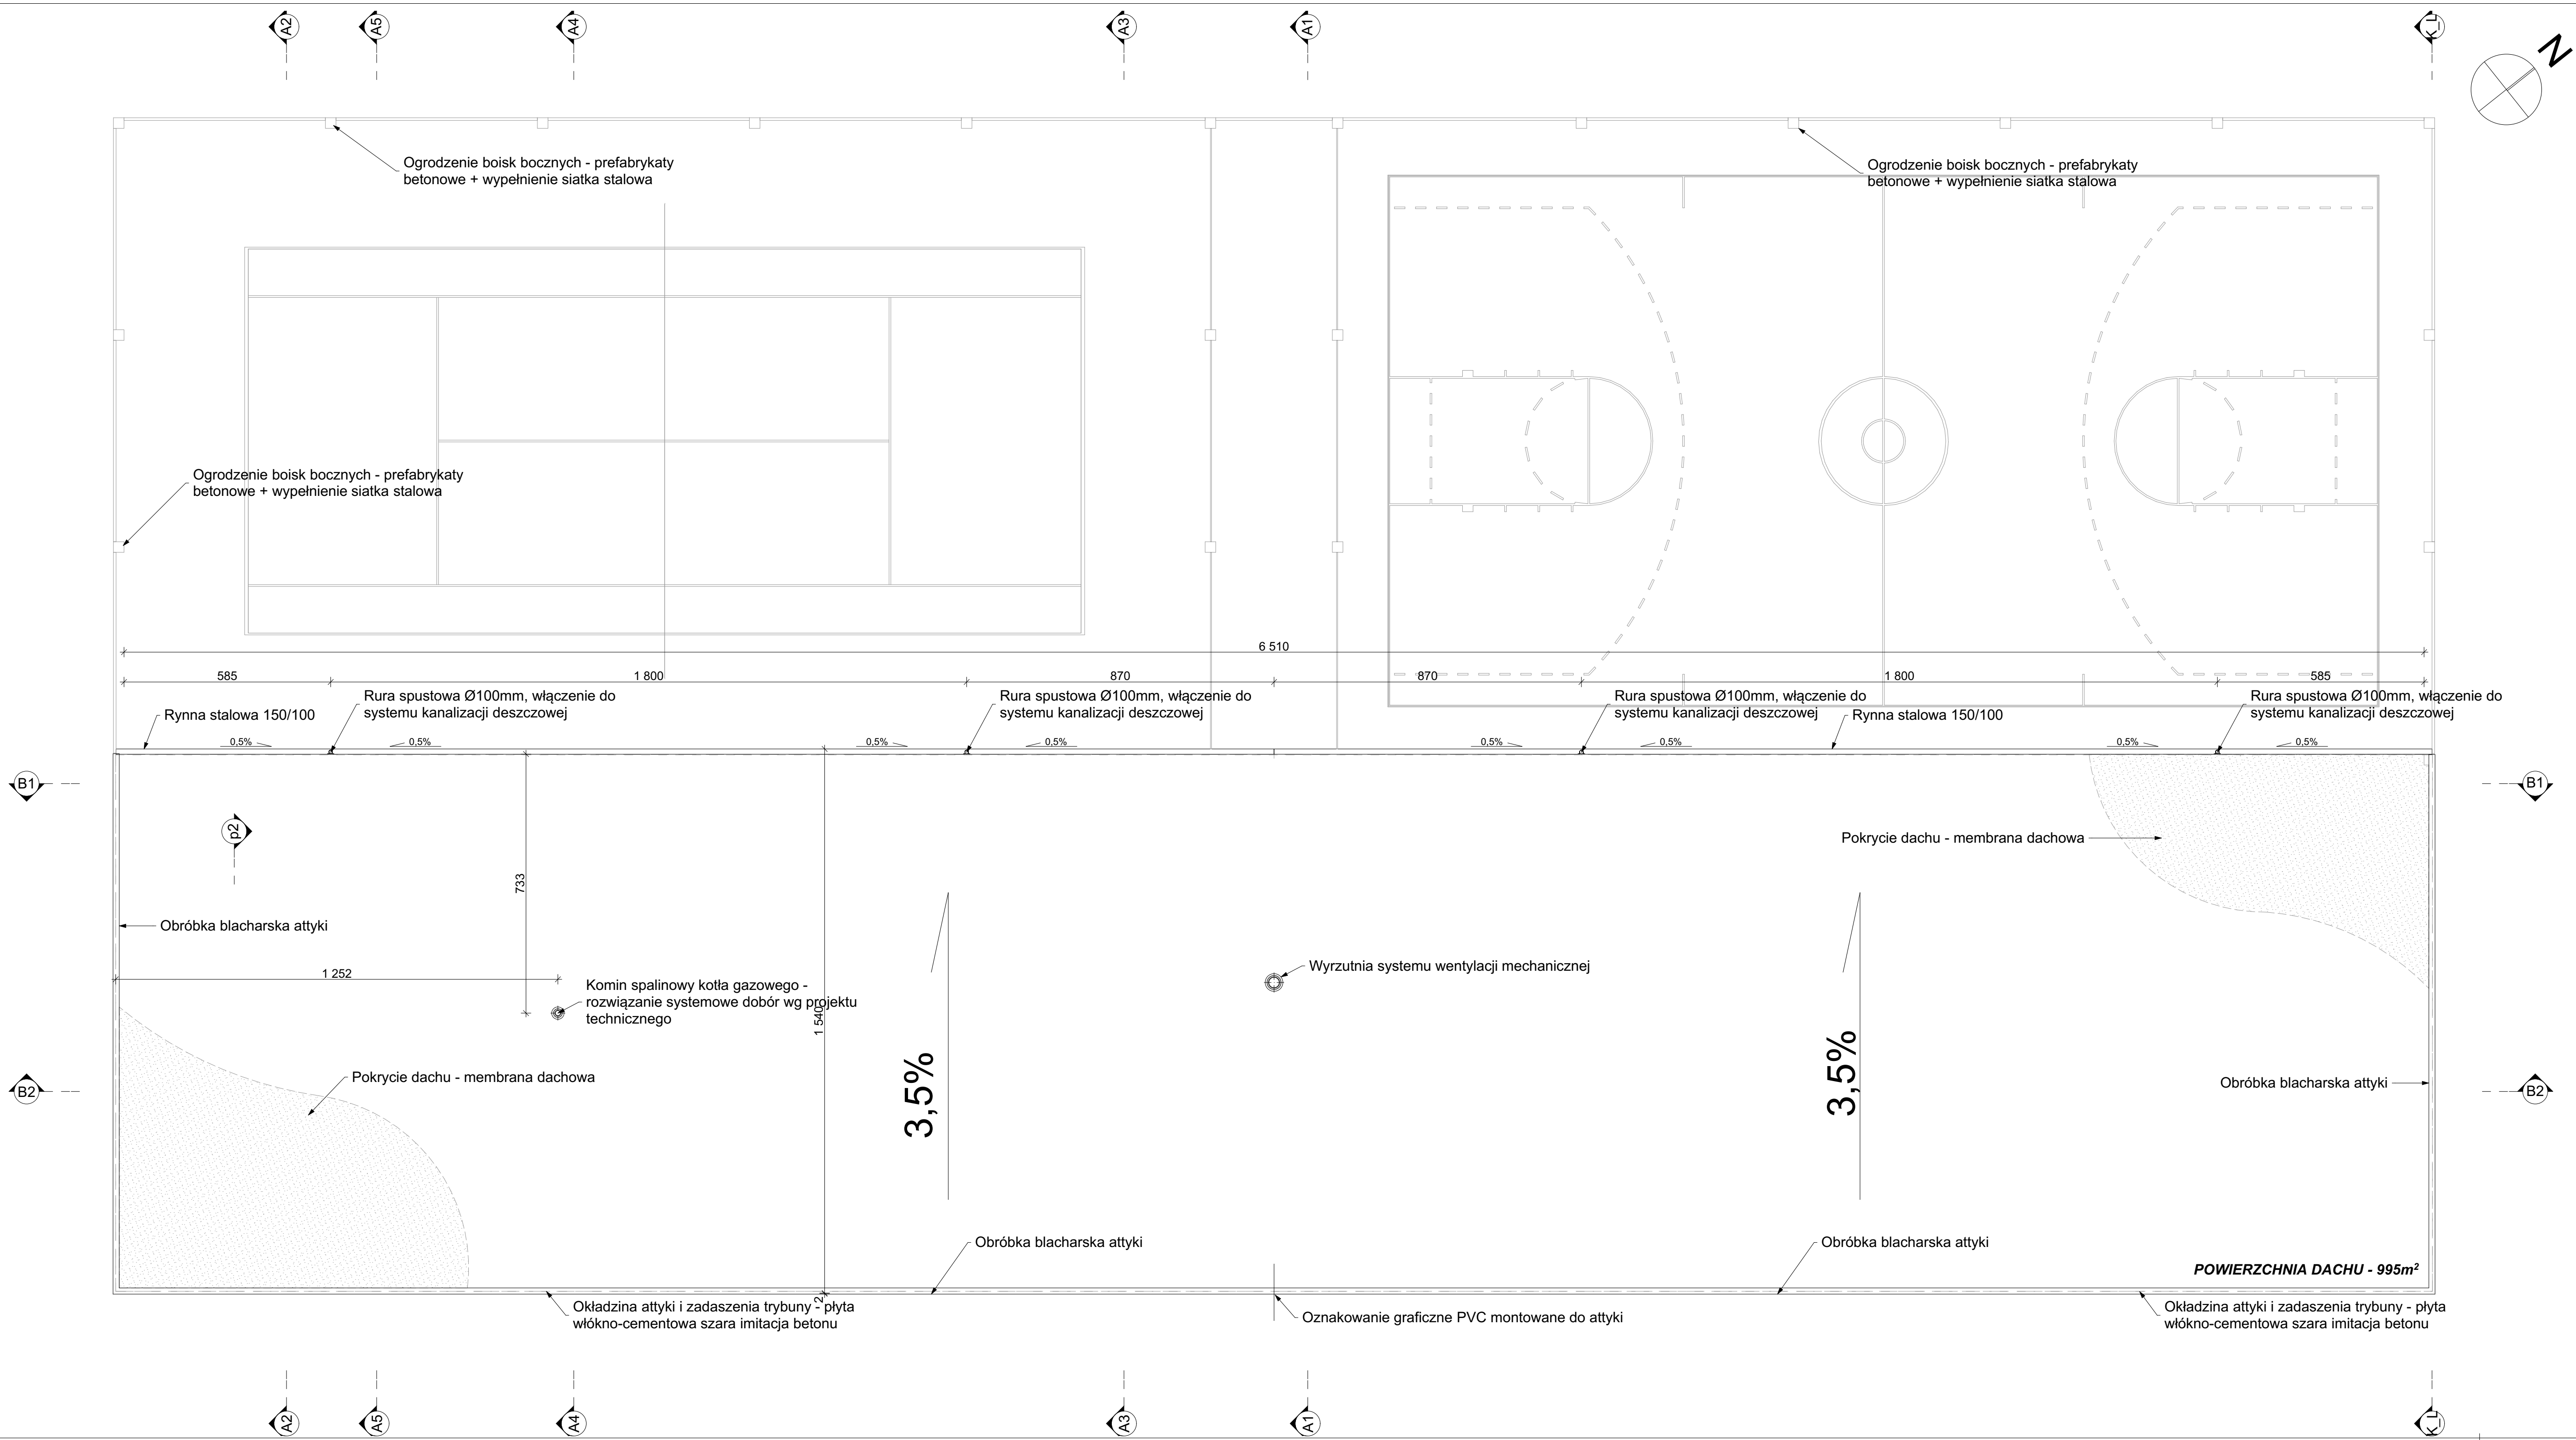 A2
A5
A4
A3
A1
K_L
N
Ogrodzenie boisk bocznych - prefabrykaty
betonowe + wypełnienie siatka stalowa
Ogrodzenie boisk bocznych - prefabrykaty
betonowe + wypełnienie siatka stalowa
Ogrodzenie boisk bocznych - prefabrykaty
betonowe + wypełnienie siatka stalowa
6 510
585
1 800
870
870
1 800
585
Rura spustowa Ø100mm, włączenie do
systemu kanalizacji deszczowej
Rura spustowa Ø100mm, włączenie do
systemu kanalizacji deszczowej
Rura spustowa Ø100mm, włączenie do
systemu kanalizacji deszczowej
Rura spustowa Ø100mm, włączenie do
systemu kanalizacji deszczowej
Rynna stalowa 150/100
Rynna stalowa 150/100
0,5%
0,5%
0,5%
0,5%
0,5%
0,5%
0,5%
0,5%
B1
B1
p2
Pokrycie dachu - membrana dachowa
733
Obróbka blacharska attyki
1 252
Wyrzutnia systemu wentylacji mechanicznej
Komin spalinowy kotła gazowego -
rozwiązanie systemowe dobór wg projektu
technicznego
1 540
3,5%
3,5%
Pokrycie dachu - membrana dachowa
Obróbka blacharska attyki
B2
B2
Obróbka blacharska attyki
Obróbka blacharska attyki
POWIERZCHNIA DACHU - 995m²
2
Okładzina attyki i zadaszenia trybuny - płyta
włókno-cementowa szara imitacja betonu
Oznakowanie graficzne PVC montowane do attyki
Okładzina attyki i zadaszenia trybuny - płyta
włókno-cementowa szara imitacja betonu
A2
A5
A4
A3
A1
K_L